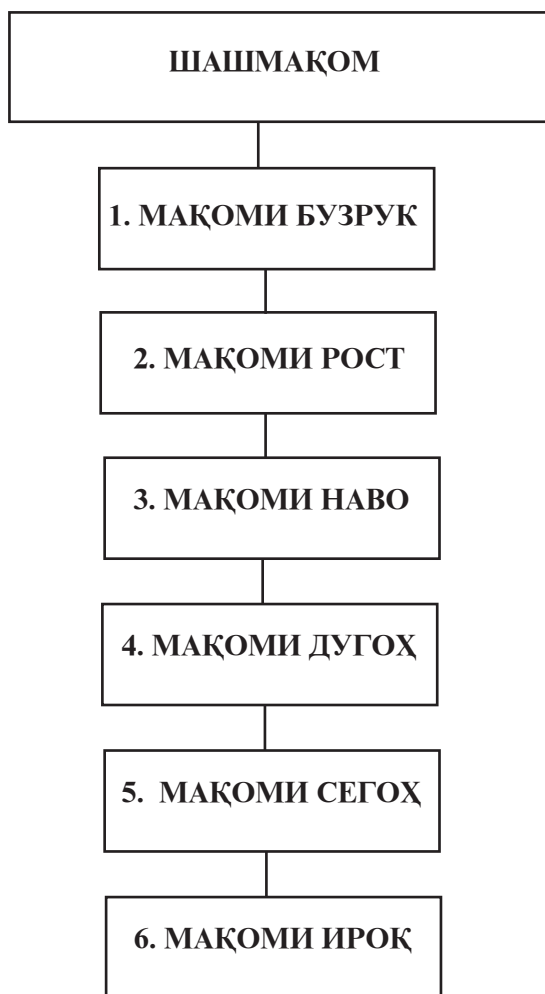 ШАШМАҚОМ
1. МАҚОМИ БУЗРУК
2. МАҚОМИ РОСТ
3. МАҚОМИ НАВО
4. МАҚОМИ ДУГОҲ
5. МАҚОМИ СЕГОҲ
6. МАҚОМИ ИРОҚ